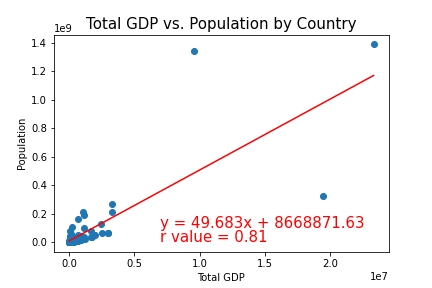 Total GDP vs. Population by Country
1e9
1.4
1.2
1.0
0.8
0.6
0.4
0.2
0.0
Population
y = 49.683x + 8668871.63
r value = 0.81
0.0
0.5
1.0
1.5
2.0
1e7
Total GDP